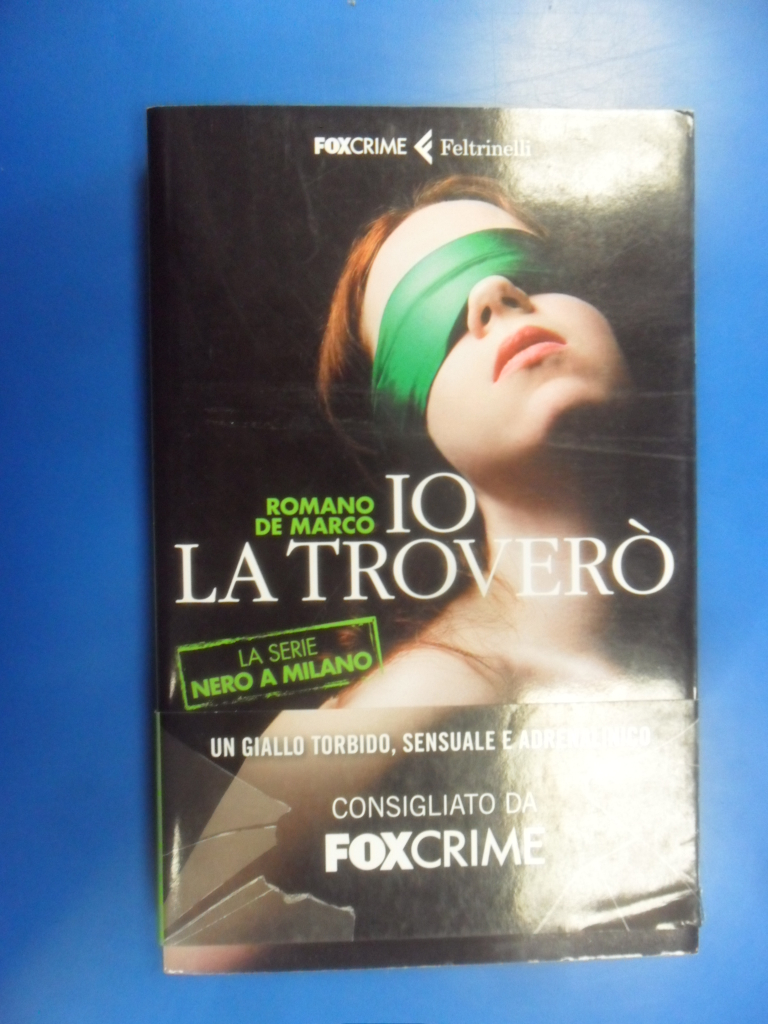 FOXCRIME Feltrinelli
ROMANO
DE MARCO
IO
LA TROVERÒ
LA SERIE
NERO A MILANO
UN GIALLO TORBIDO, SENSUALE E ADRENALINICO
CONSIGLIATO DA
FOXCRIME